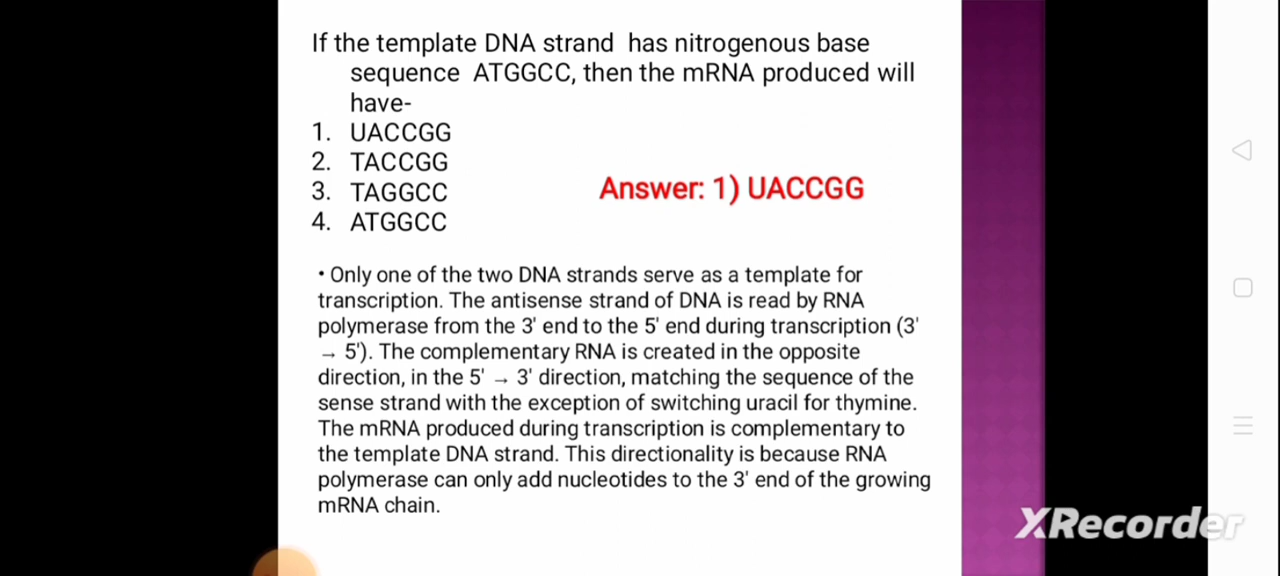 If the template DNA strand has nitrogenous base
sequence ATGGCC, then the mRNA produced will
have-
1. UACCGG
2. TACCGG
3. TAGGCC
4. ATGGCC
Answer: 1) UACCGG
• Only one of the two DNA strands serve as a template for
transcription. The antisense strand of DNA is read by RNA
polymerase from the 3' end to the 5' end during transcription (3'
→ 5'). The complementary RNA is created in the opposite
direction, in the 5' → 3' direction, matching the sequence of the
sense strand with the exception of switching uracil for thymine.
The mRNA produced during transcription is complementary to
the template DNA strand. This directionality is because RNA
polymerase can only add nucleotides to the 3' end of the growing
mRNA chain.
XRecorder